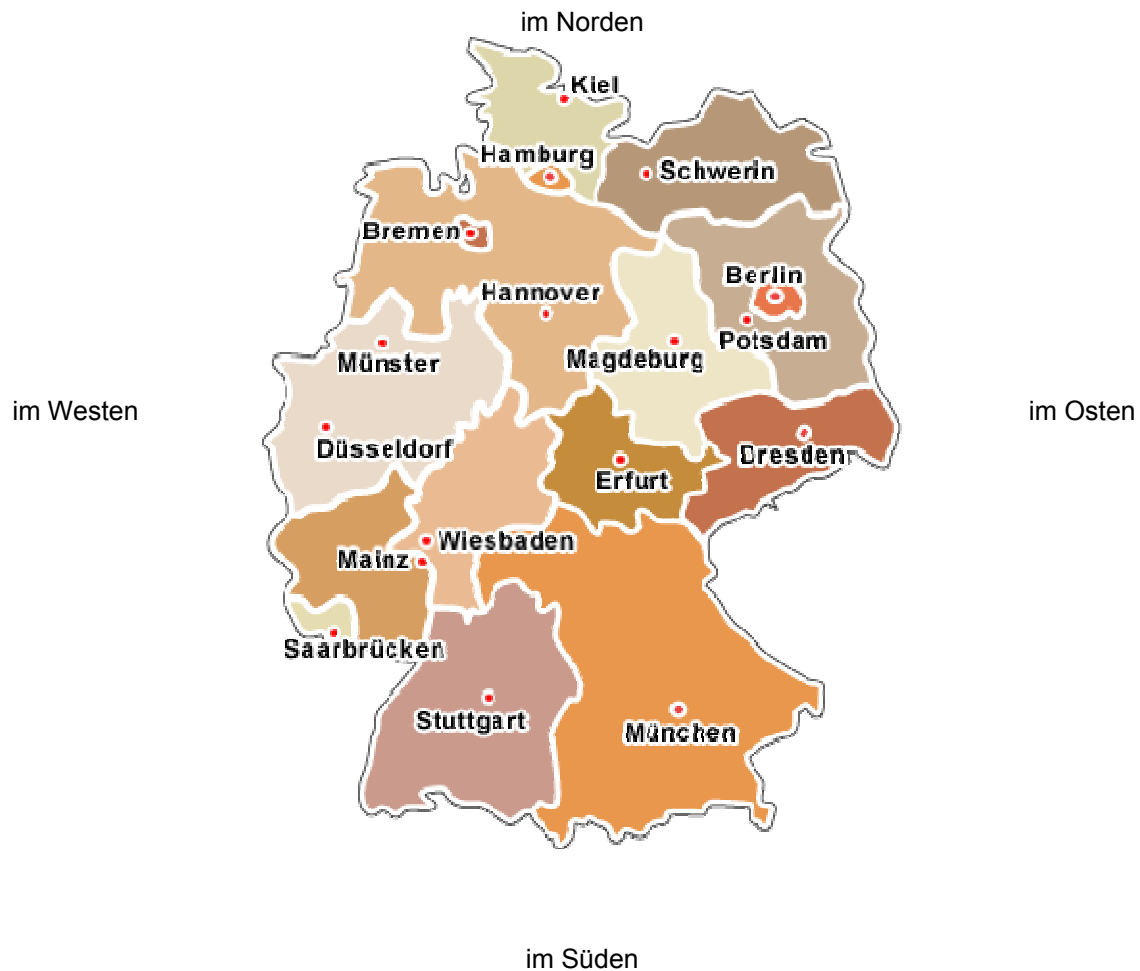 im Norden
Kiel
Hamburg
Schwerin
Bremen
Berlin
Hannover
Potsdam
Magdeburg
Münster
im Westen
im Osten
Düsseldorf
Dresden
Erfurt
Wiesbaden
Mainz
Saarbrücken
Stuttgart
München
im Süden